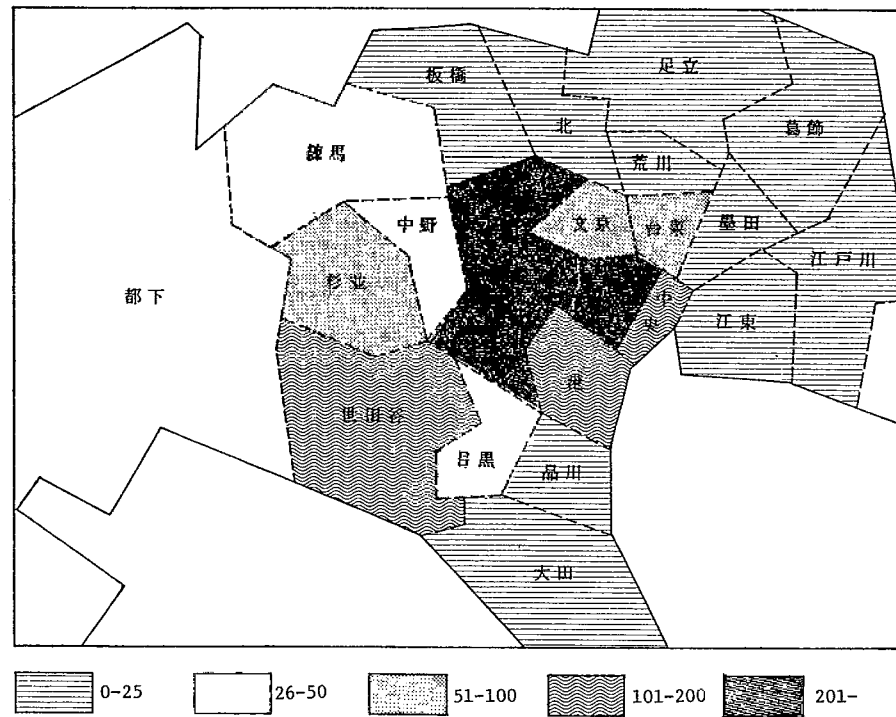 板橋
足立
北
葛飾
練馬
荒川
中野
文京
台東
墨田
江戸川
都下
杉並
中央
江東
港
世田谷
目黒
品川
大田
0-25
26-50
51-100
101-200
201-